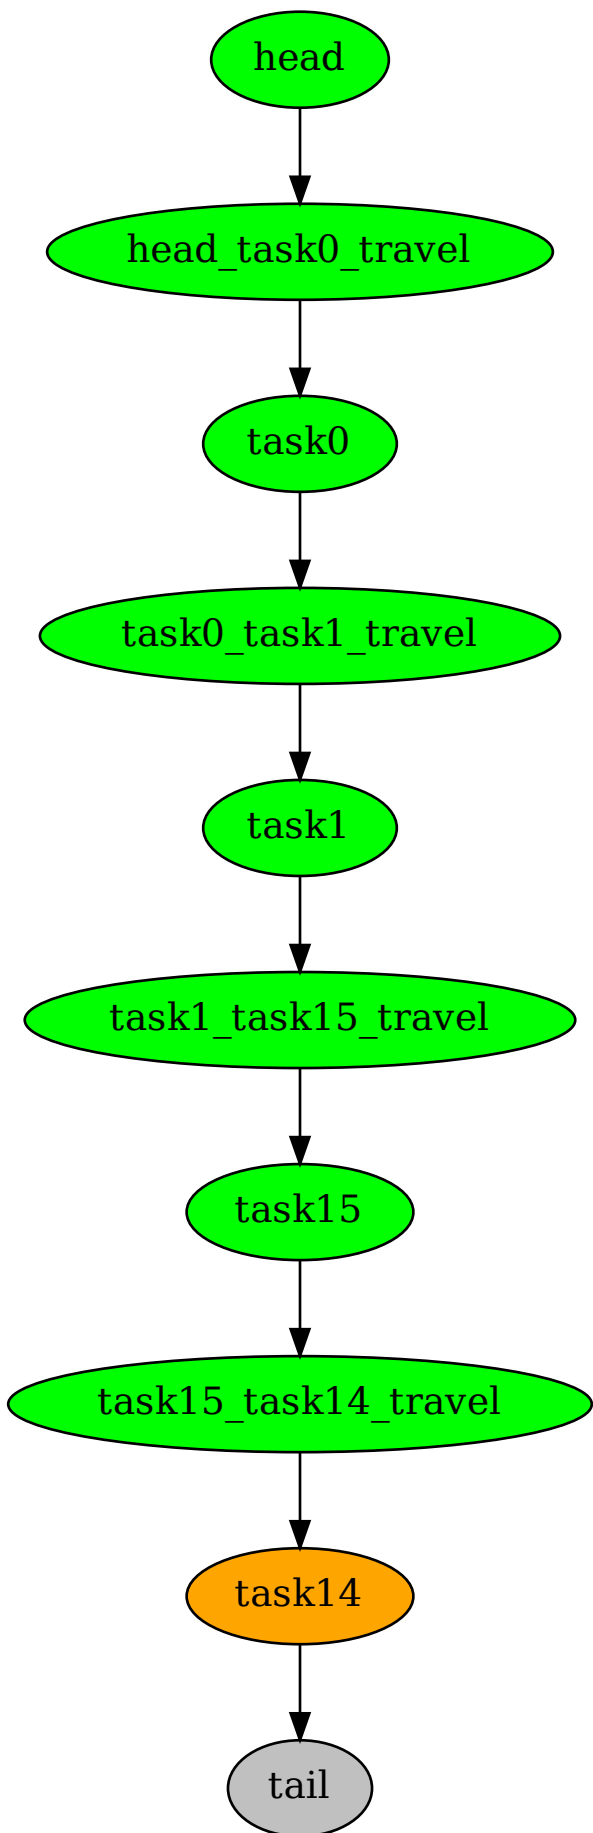 head
head_task0_travel
task0
task0_task1_travel
task1
task1_task15_travel
task15
task15_task14_travel
task14
tail